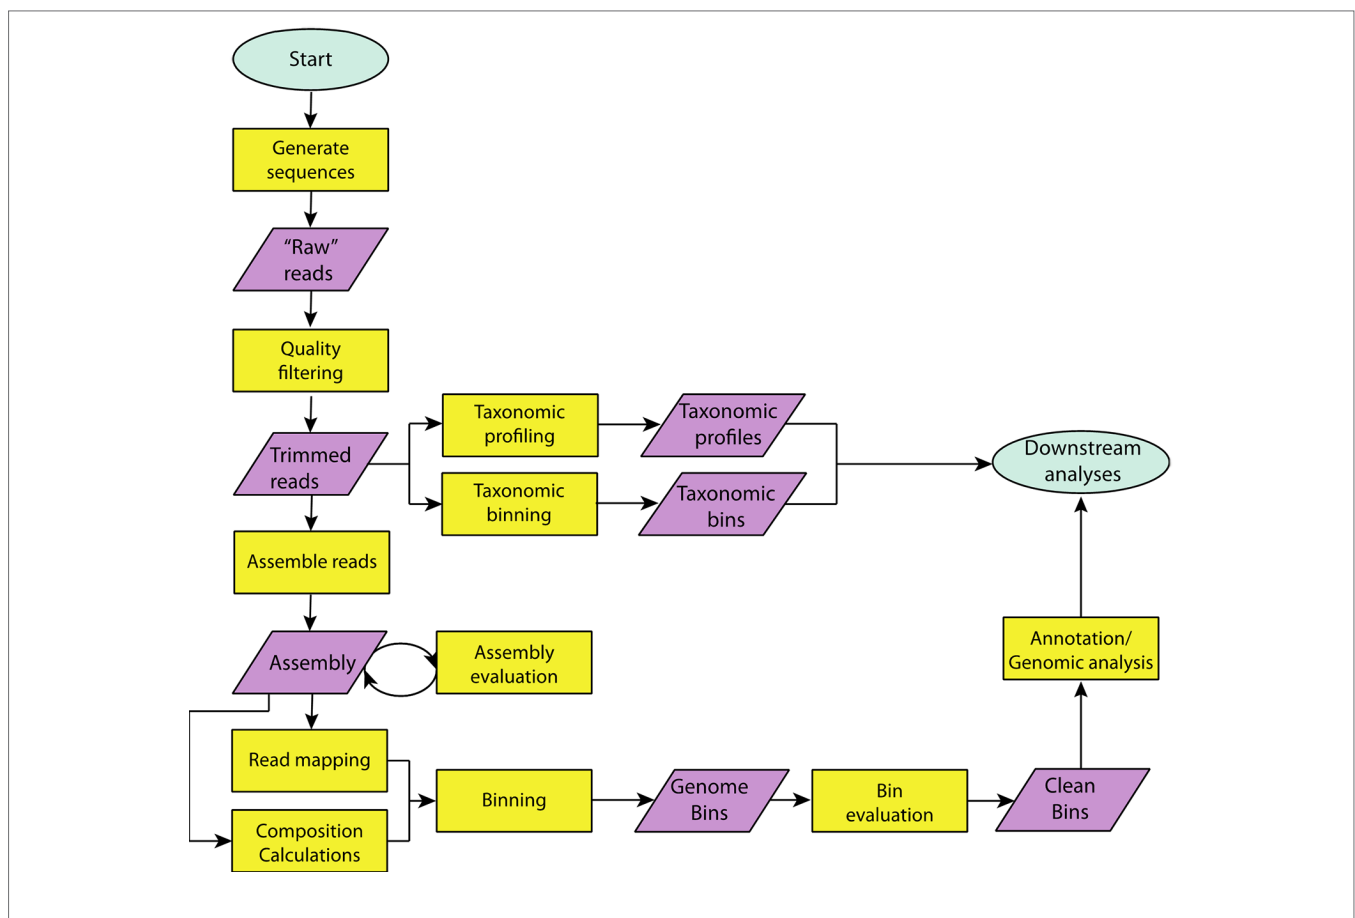 Start
Generate
sequences
“Raw”
reads
Quality
filtering
Trimmed
reads
Taxonomic
profiling
Taxonomic
profiles
Taxonomic
binning
Taxonomic
bins
Downstream
analyses
Assemble reads
Assembly
Assembly
evaluation
Annotation/
Genomic analysis
Read mapping
Composition
Calculations
Binning
Genome
Bins
Bin
evaluation
Clean
Bins